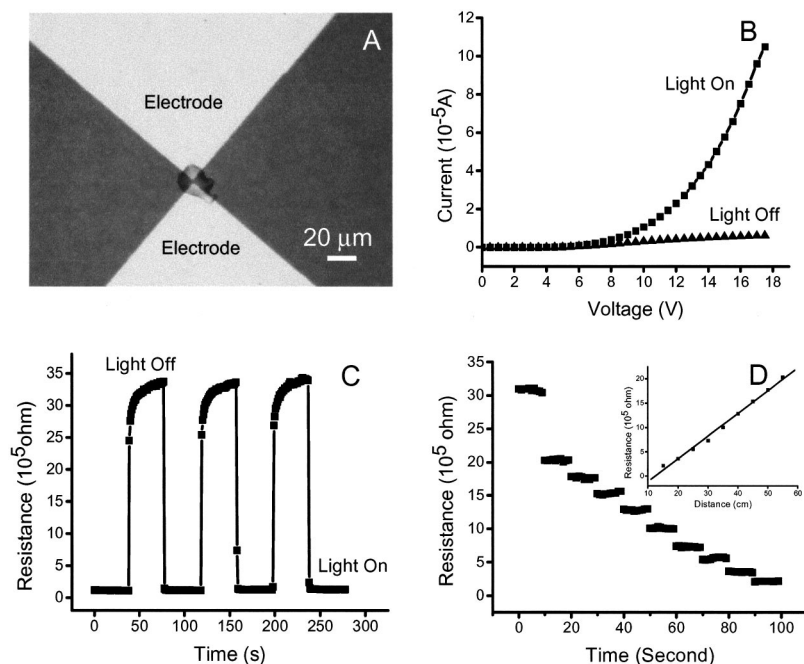 A
Electrode
Electrode
20 μm
B
Current (10⁻⁵A)
12
10
8
6
4
2
0
Light On
Light Off
0 2 4 6 8 10 12 14 16 18
Voltage (V)
C
Resistance (10⁵ohm)
35
30
25
20
15
10
5
0
Light Off
Light On
0 50 100 150 200 250 300
Time (s)
D
Resistance (10⁵ ohm)
35
30
25
20
15
10
5
0
0 20 40 60 80 100
Time (Second)
Resistance (10⁵ ohm)
20
15
10
5
0
10 20 30 40 50 60
Distance (cm)